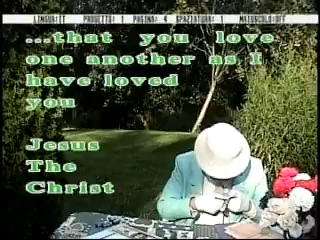 LINGUA:IT PROGETTO: 1 PAGINA: 4 SPAZIATURA: 1 MAIUSCOLO:OFF
...that you love
one another as I
have loved
you
Jesus
The
Christ